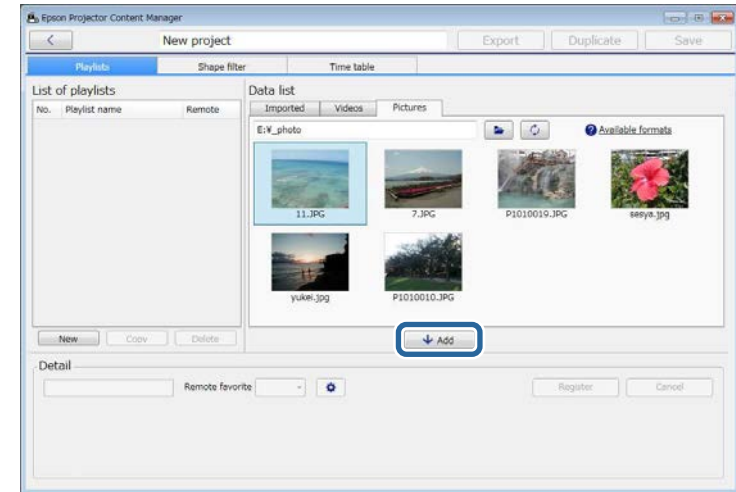 Epson Projector Content Manager
New project
Export Duplicate Save
Playlists Shape filter Time table
List of playlists
No. Playlist name Remote
Data list
Imported Videos Pictures
E:¥_photo
Available formats
11.JPG 7.JPG P1010019.JPG sesya.jpg
yukei.jpg P1010010.JPG
New Copy Delete
Add
Detail
Remote favorite
Register Cancel